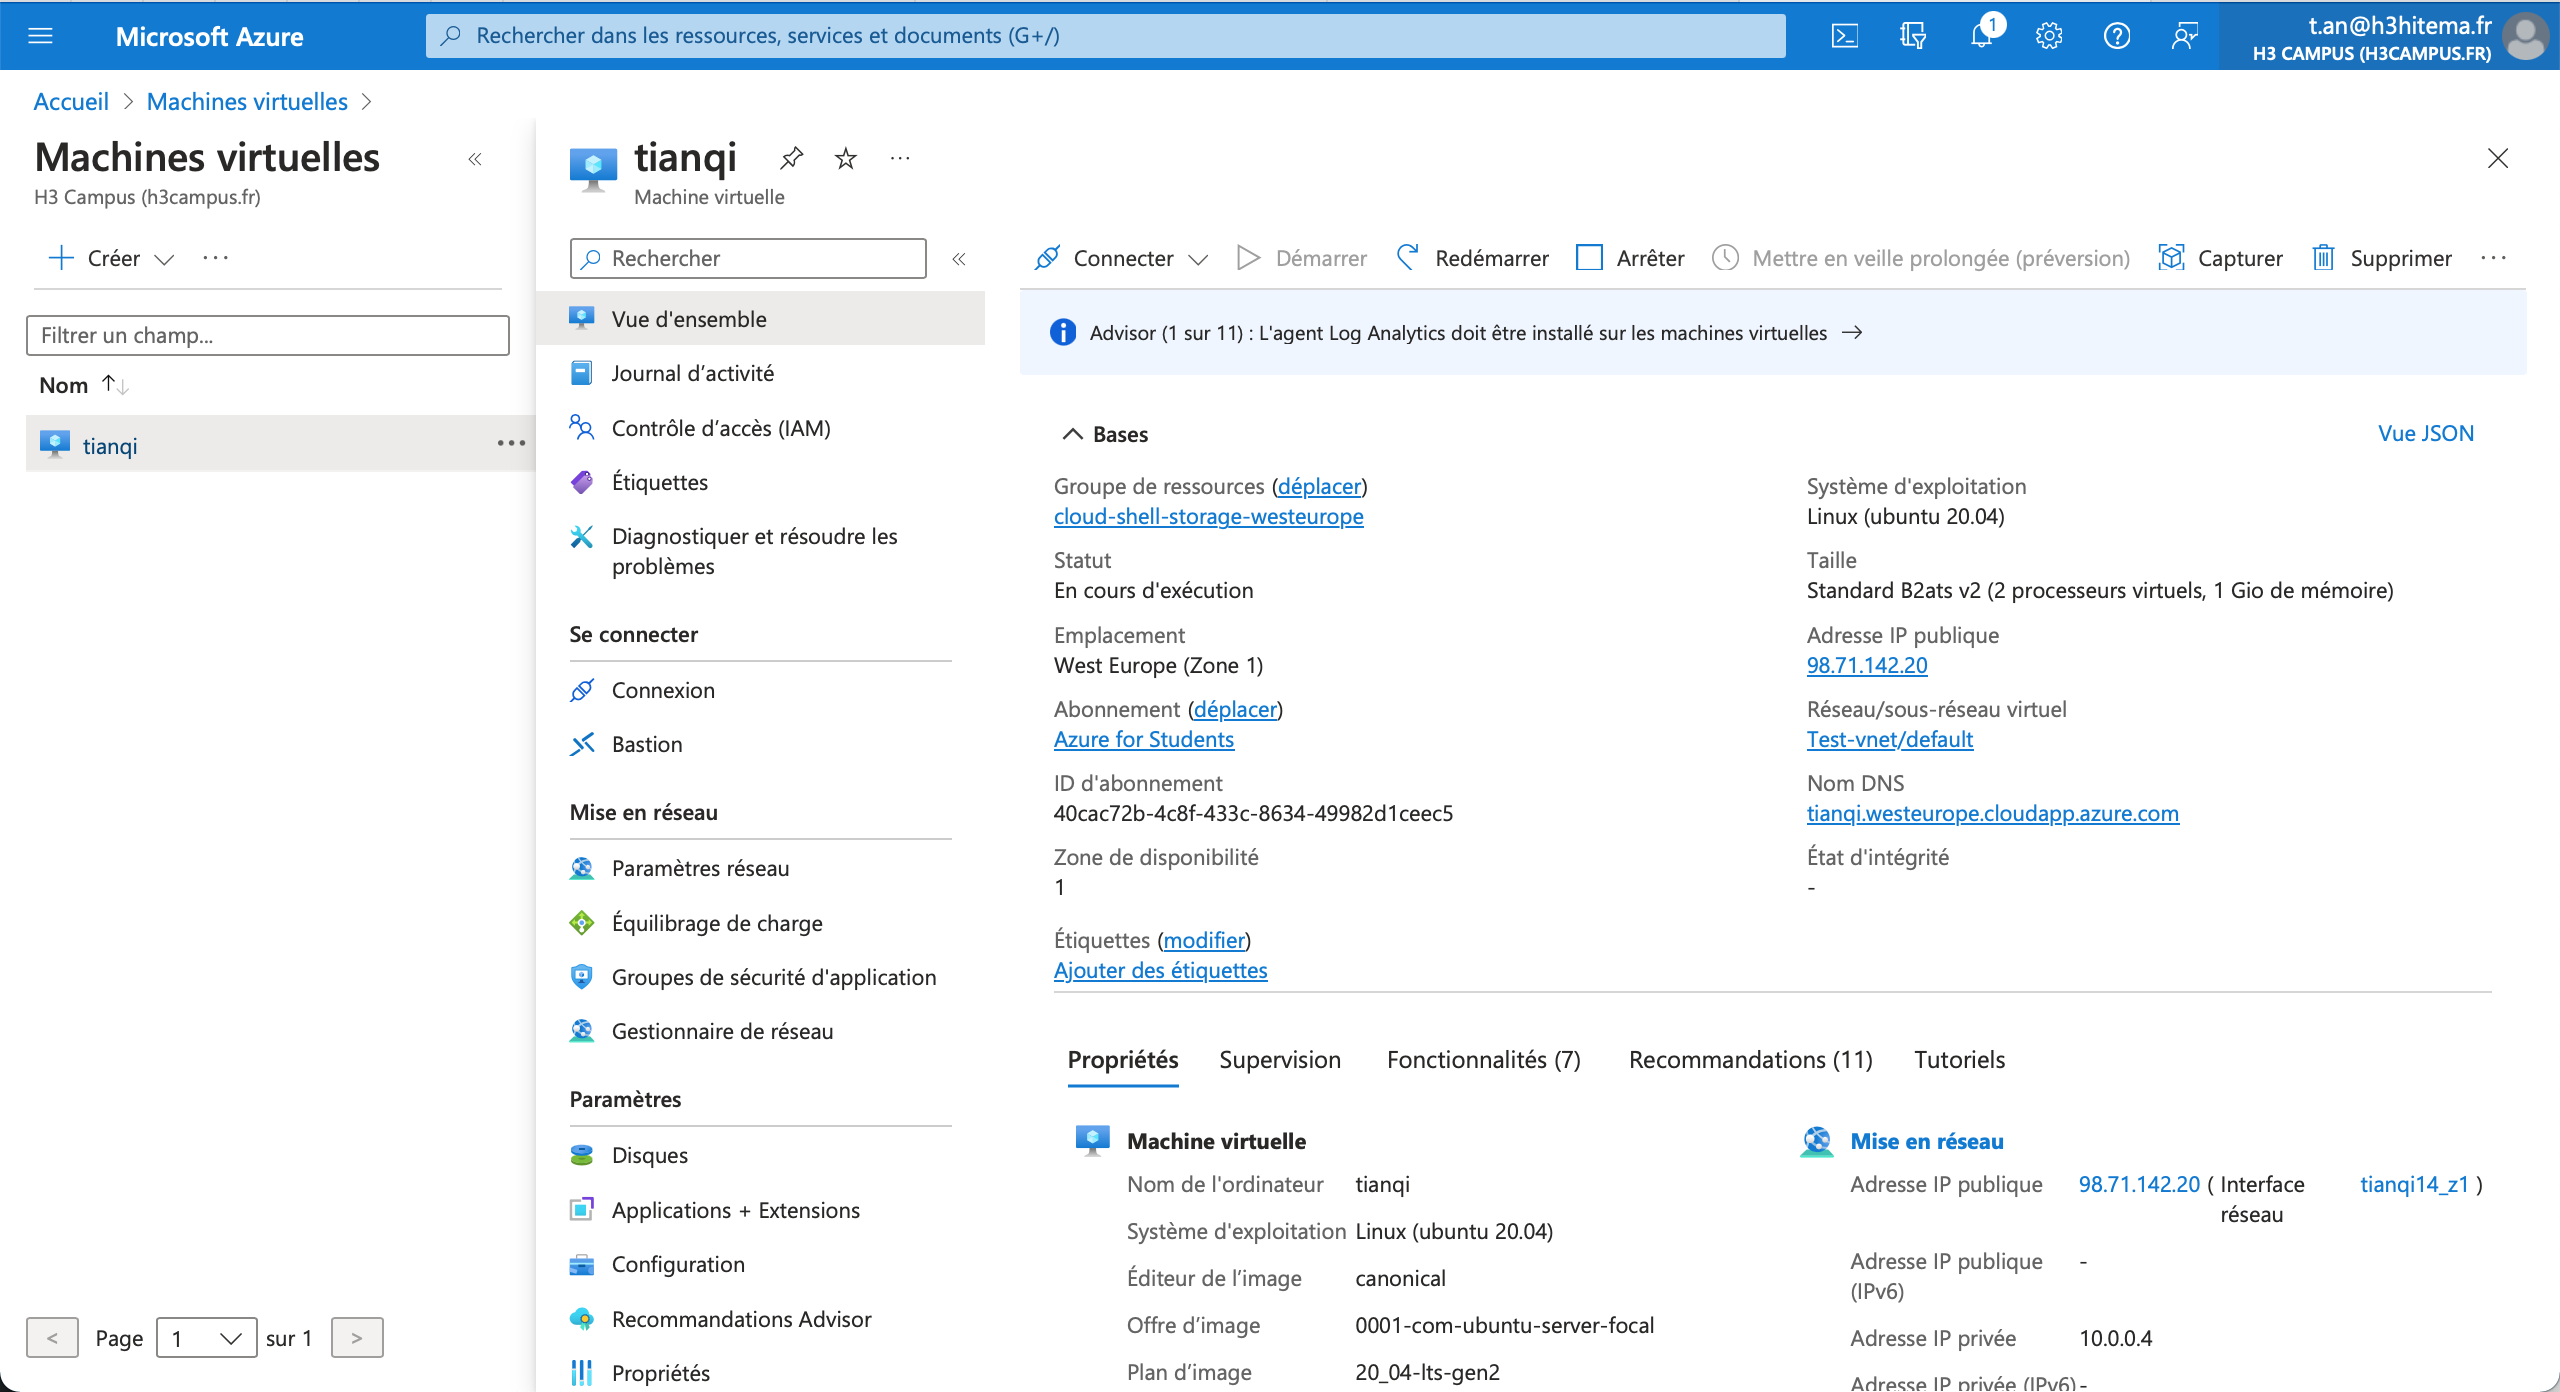 Microsoft Azure
Rechercher dans les ressources, services et documents (G+/)
1
t.an@h3hitema.fr
H3 CAMPUS (H3CAMPUS.FR)
Accueil > Machines virtuelles >
Machines virtuelles
H3 Campus (h3campus.fr)
Créer
Filtrer un champ...
Nom
tianqi
< Page 1 sur 1 >
tianqi
Machine virtuelle
Rechercher
Vue d'ensemble
Journal d’activité
Contrôle d’accès (IAM)
Étiquettes
Diagnostiquer et résoudre les
problèmes
Se connecter
Connexion
Bastion
Mise en réseau
Paramètres réseau
Équilibrage de charge
Groupes de sécurité d'application
Gestionnaire de réseau
Paramètres
Disques
Applications + Extensions
Configuration
Recommandations Advisor
Propriétés
Connecter Démarrer Redémarrer Arrêter Mettre en veille prolongée (préversion) Capturer Supprimer
Advisor (1 sur 11) : L'agent Log Analytics doit être installé sur les machines virtuelles
Bases
Vue JSON
Groupe de ressources (déplacer)
cloud-shell-storage-westeurope
Statut
En cours d'exécution
Emplacement
West Europe (Zone 1)
Abonnement (déplacer)
Azure for Students
ID d'abonnement
40cac72b-4c8f-433c-8634-49982d1ceec5
Zone de disponibilité
1
Système d'exploitation
Linux (ubuntu 20.04)
Taille
Standard B2ats v2 (2 processeurs virtuels, 1 Gio de mémoire)
Adresse IP publique
98.71.142.20
Réseau/sous-réseau virtuel
Test-vnet/default
Nom DNS
tianqi.westeurope.cloudapp.azure.com
État d'intégrité
-
Étiquettes (modifier)
Ajouter des étiquettes
Propriétés Supervision Fonctionnalités (7) Recommandations (11) Tutoriels
Machine virtuelle
Nom de l'ordinateur tianqi
Système d'exploitation Linux (ubuntu 20.04)
Éditeur de l’image canonical
Offre d’image 0001-com-ubuntu-server-focal
Plan d’image 20_04-lts-gen2
Mise en réseau
Adresse IP publique 98.71.142.20 ( Interface tianqi14_z1 )
réseau
Adresse IP publique -
(IPv6)
Adresse IP privée 10.0.0.4
Adresse IP privée (IPv6) -